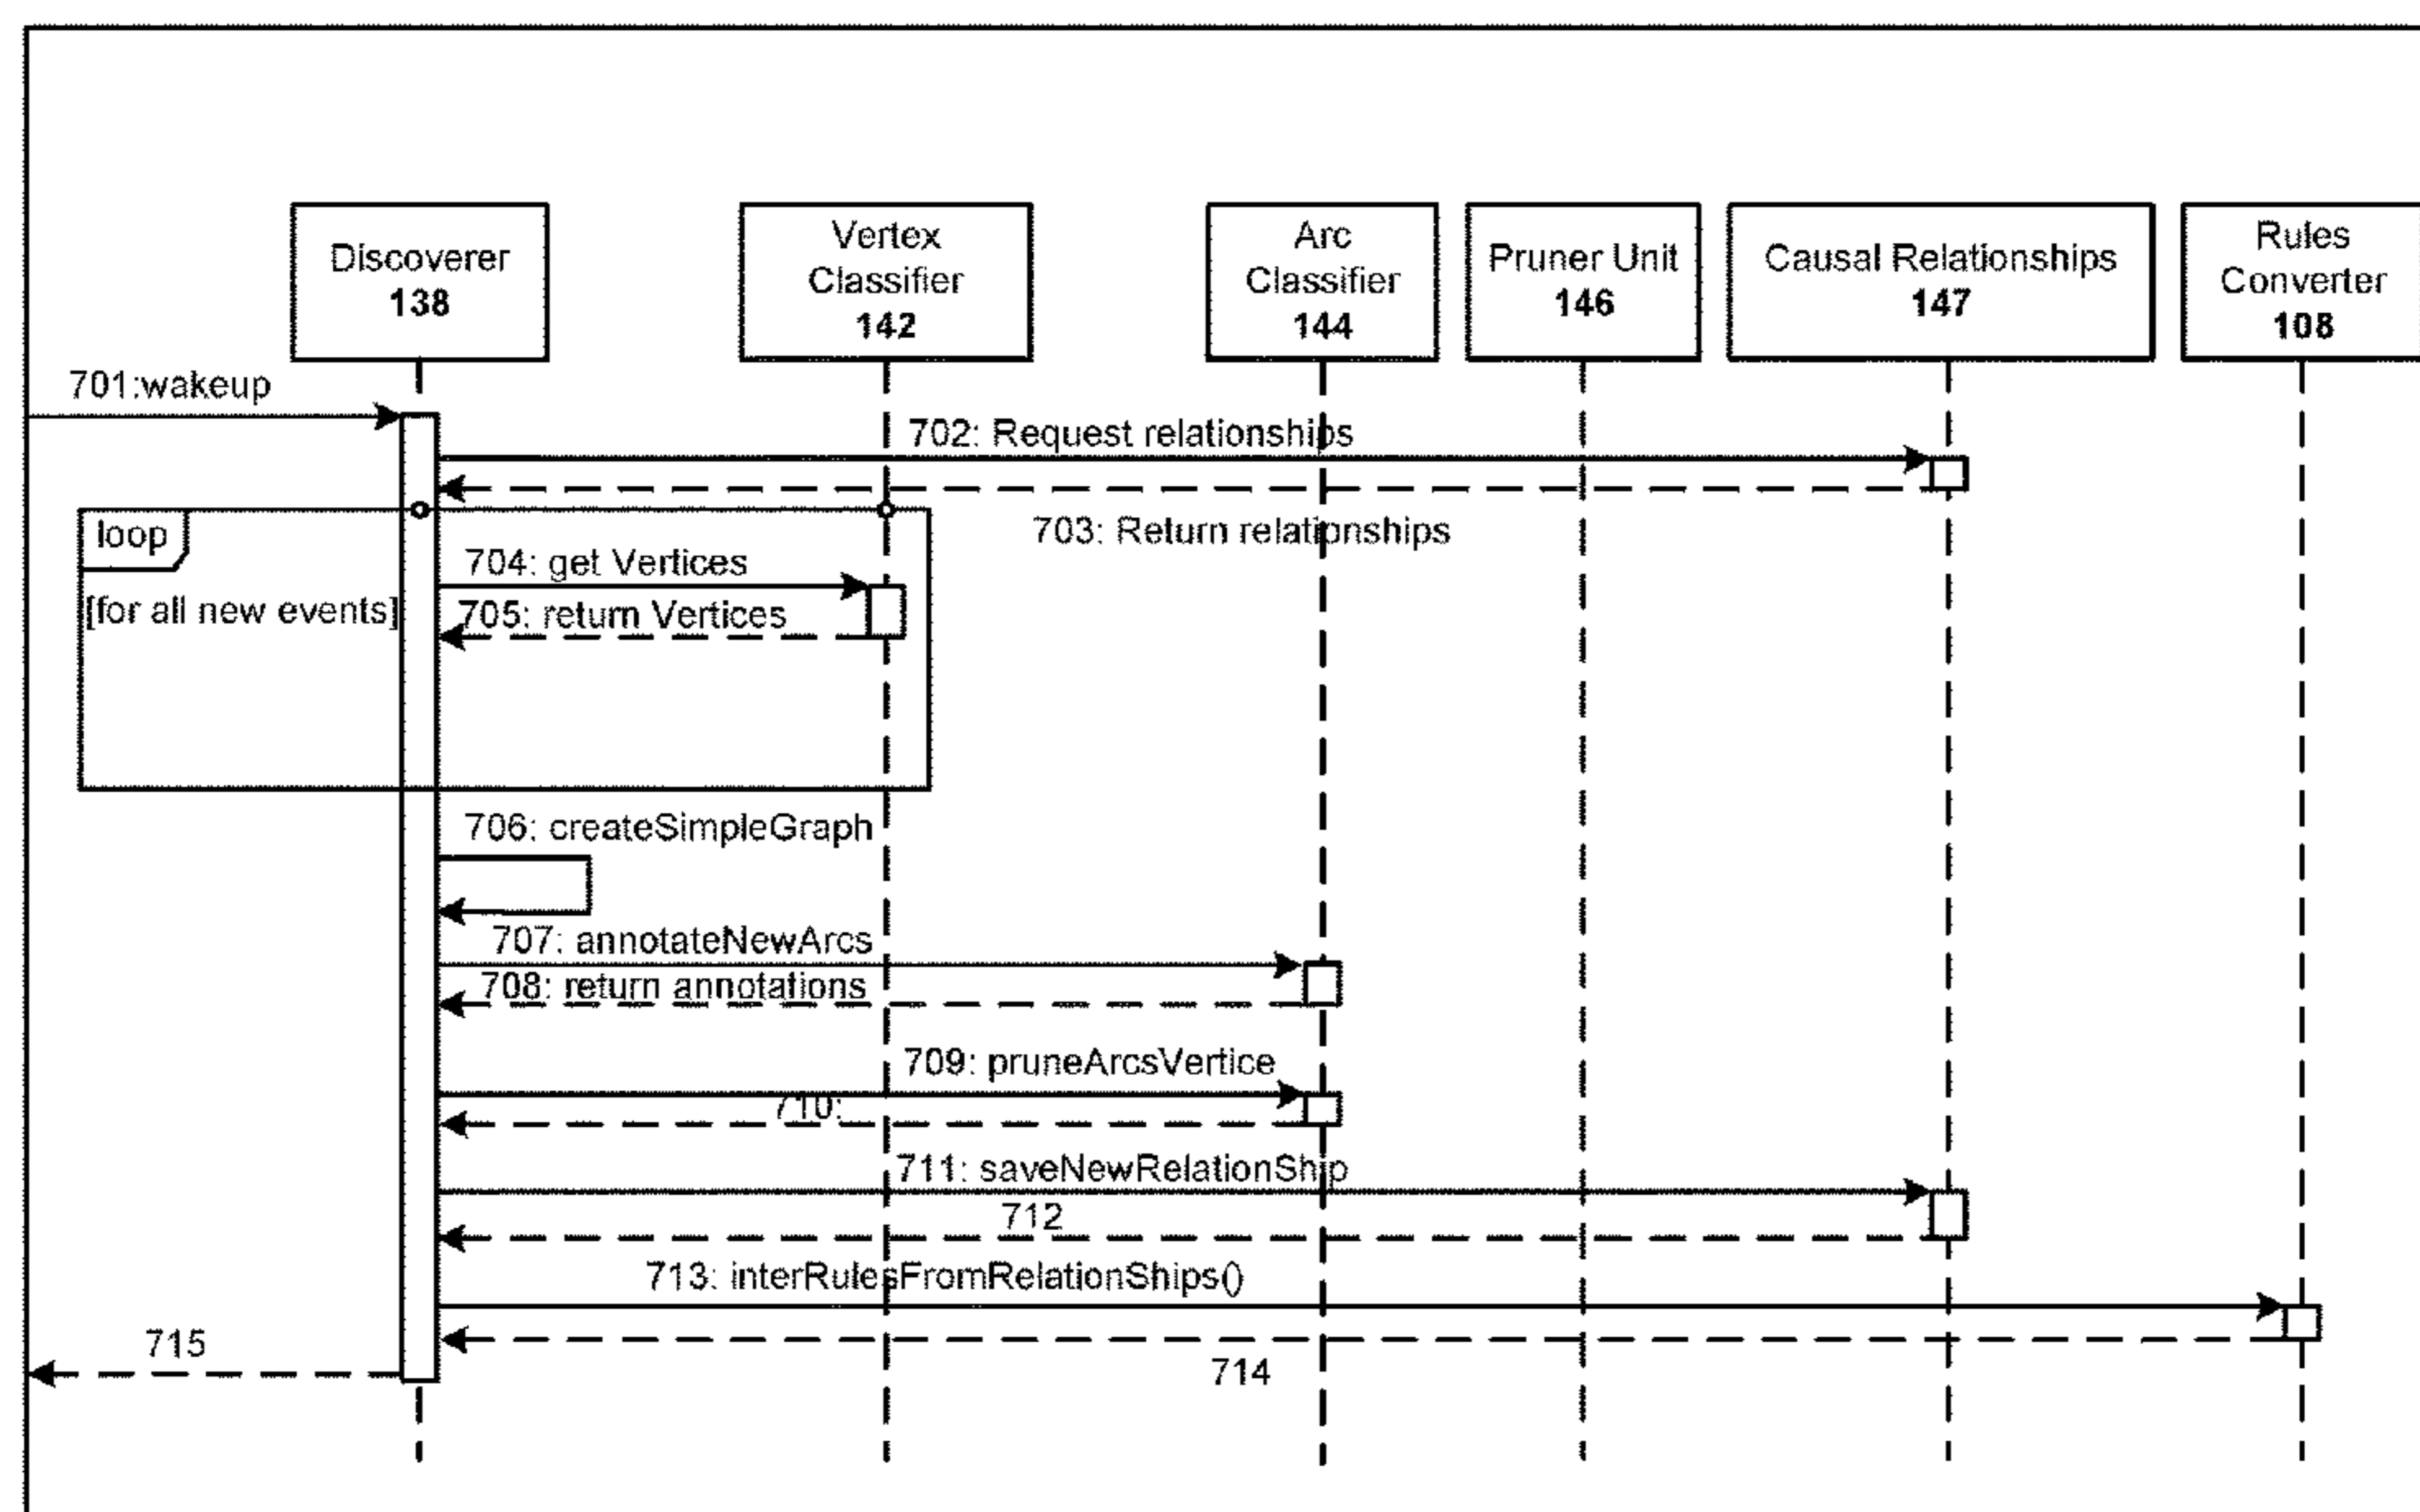 Discoverer
138
Vertex
Classifier
142
Arc
Classifier
144
Pruner Unit
146
Causal Relationships
147
Rules
Converter
108
701:wakeup
702: Request relationships
703: Return relationships
loop
[for all new events]
704: get Vertices
705: return Vertices
706: createSimpleGraph
707: annotateNewArcs
708: return annotations
709: pruneArcsVertice
710:
711: saveNewRelationShip
712
713: interRulesFromRelationShips()
714
715